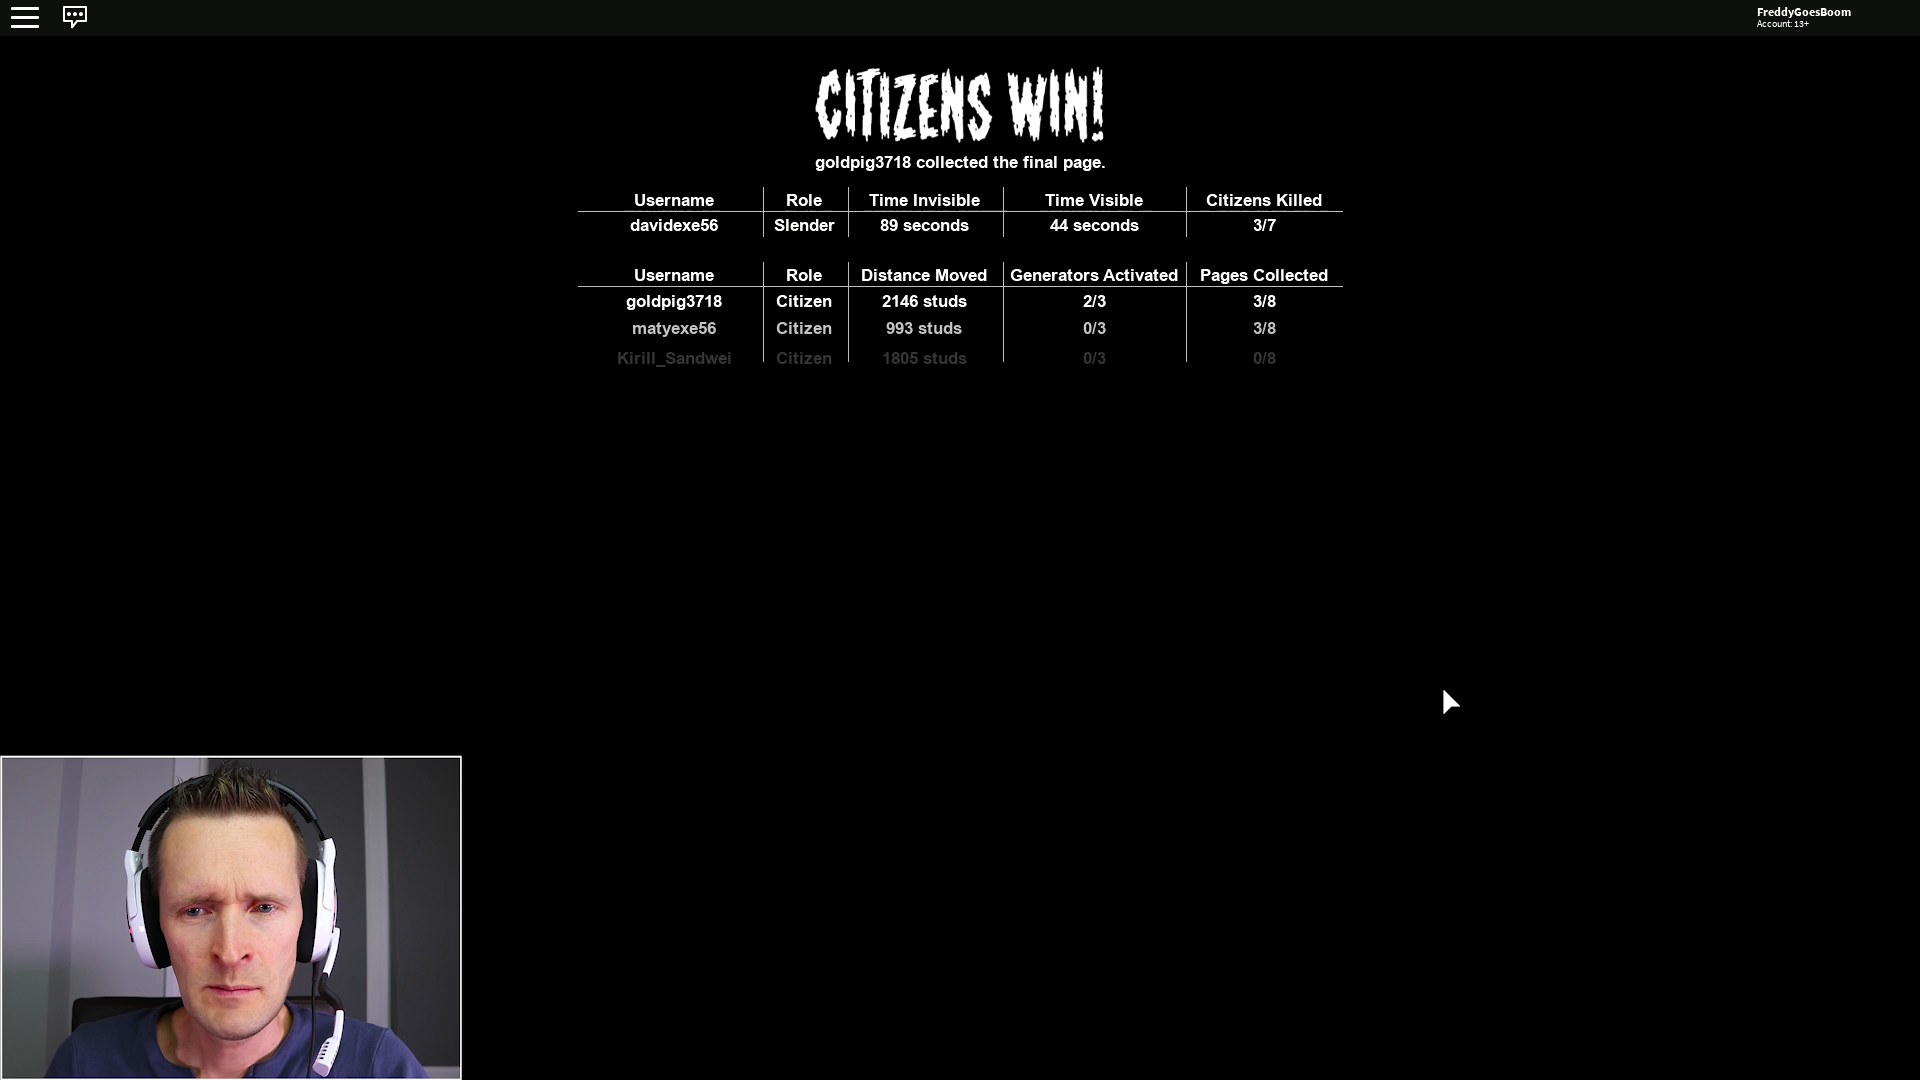 FreddyGoesBoom
Account: 13+
CITIZENS WIN!
goldpig3718 collected the final page.
Username Role Time Invisible Time Visible Citizens Killed
davidexe56 Slender 89 seconds 44 seconds 3/7
Username Role Distance Moved Generators Activated Pages Collected
goldpig3718 Citizen 2146 studs 2/3 3/8
matyexe56 Citizen 993 studs 0/3 3/8
Kirill_Sandwei Citizen 1805 studs 0/3 0/8